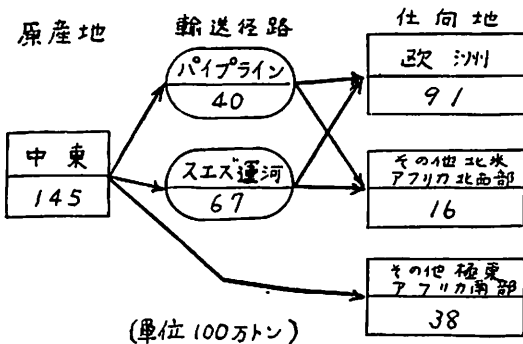 原産地
輸送径路
仕向地
パイプライン
40
欧洲
91
中東
145
スエズ運河
67
その他北米
アフリカ北西部
16
その他極東
アフリカ南部
38
(単位100万トン)